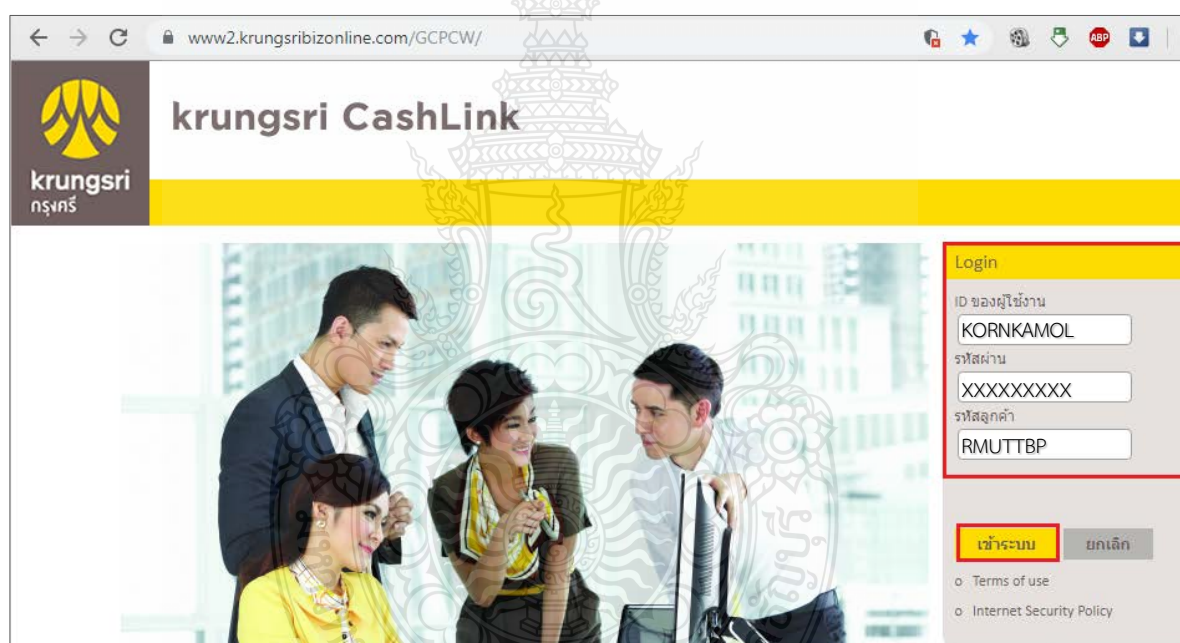 www2.krungsribizonline.com/GCPCW/
ABP
krungsri CashLink
krungsri
กรุงศรี
Login
ID ของผู้ใช้งาน
KORNKAMOL
รหัสผ่าน
XXXXXXXXX
รหัสลูกค้า
RMUTTBP
เข้าระบบ ยกเลิก
o Terms of use
o Internet Security Policy